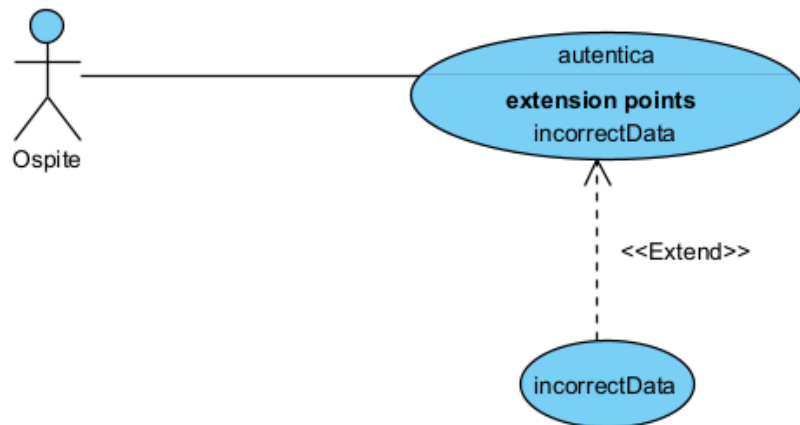 autentica
extension points
incorrectData
Ospite
<<Extend>>
incorrectData